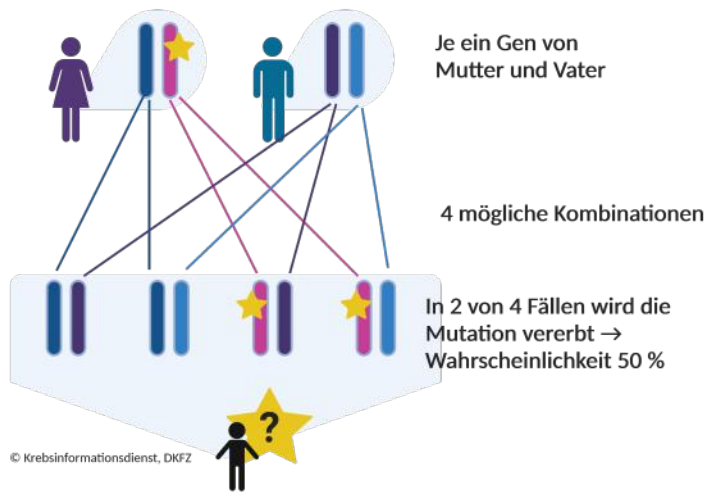 Je ein Gen von
Mutter und Vater
4 mögliche Kombinationen
In 2 von 4 Fällen wird die
Mutation vererbt →
Wahrscheinlichkeit 50 %
?
© Krebsinformationsdienst, DKFZ